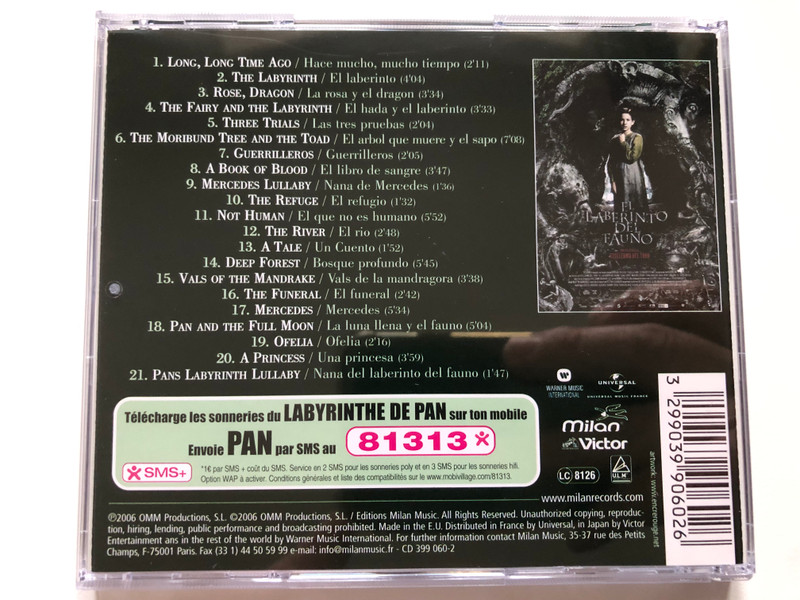 1. LONG, LONG TIME AGO / Hace mucho, mucho tiempo (2'11)
2. THE LABYRINTH / El laberinto (4'04)
3. ROSE, DRAGON / La rosa y el dragon (3'34)
4. THE FAIRY AND THE LABYRINTH / El hada y el laberinto (3'33)
5. THREE TRIALS / Las tres pruebas (2'04)
6. THE MORIBUND TREE AND THE TOAD / El arbol que muere y el sapo (7'08)
7. GUERRILLEROS / Guerrilleros (2'05)
8. A BOOK OF BLOOD / El libro de sangre (3'47)
9. MERCEDES LULLABY / Nana de Mercedes (1'36)
10. THE REFUGE / El refugio (1'32)
11. NOT HUMAN / El que no es humano (5'52)
12. THE RIVER / El rio (2'48)
13. A TALE / Un Cuento (1'52)
14. DEEP FOREST / Bosque profundo (5'45)
15. VALS OF THE MANDRAKE / Vals de la mandragora (3'38)
16. THE FUNERAL / El funeral (2'42)
17. MERCEDES / Mercedes (5'34)
18. PAN AND THE FULL MOON / La luna llena y el fauno (5'04)
19. OFELIA / Ofelia (2'16)
20. A PRINCESS / Una princesa (3'59)
21. PANS LABYRINTH LULLABY / Nana del laberinto del fauno (1'47)
EL
LABERINTO
DEL
FAUNO
WARNER MUSIC
INTERNATIONAL
UNIVERSAL
UNIVERSAL MUSIC FRANCE
milan
Victor
LC 8126
U.L.M
Télécharge les sonneries du LABYRINTHE DE PAN sur ton mobile
Envoie PAN par SMS au 81313
SMS+
*1€ par SMS + coût du SMS. Service en 2 SMS pour les sonneries poly et en 3 SMS pour les sonneries hifi.
Option WAP à activer. Conditions générales et liste des compatibilités sur le www.mobivillage.com/81313.
3 299039 906026
artwork: www.encrerouge.net
www.milanrecords.com
℗2006 OMM Productions, S.L. ©2006 OMM Productions, S.L. / Editions Milan Music. All Rights Reserved. Unauthorized copying, reproduc-
tion, hiring, lending, public performance and broadcasting prohibited. Made in the E.U. Distributed in France by Universal, in Japan by Victor
Entertainment ans in the rest of the world by Warner Music International. For further information contact Milan Music, 35-37 rue des Petits
Champs, F-75001 Paris. Fax (33 1) 44 50 59 99 e-mail: info@milanmusic.fr - CD 399 060-2